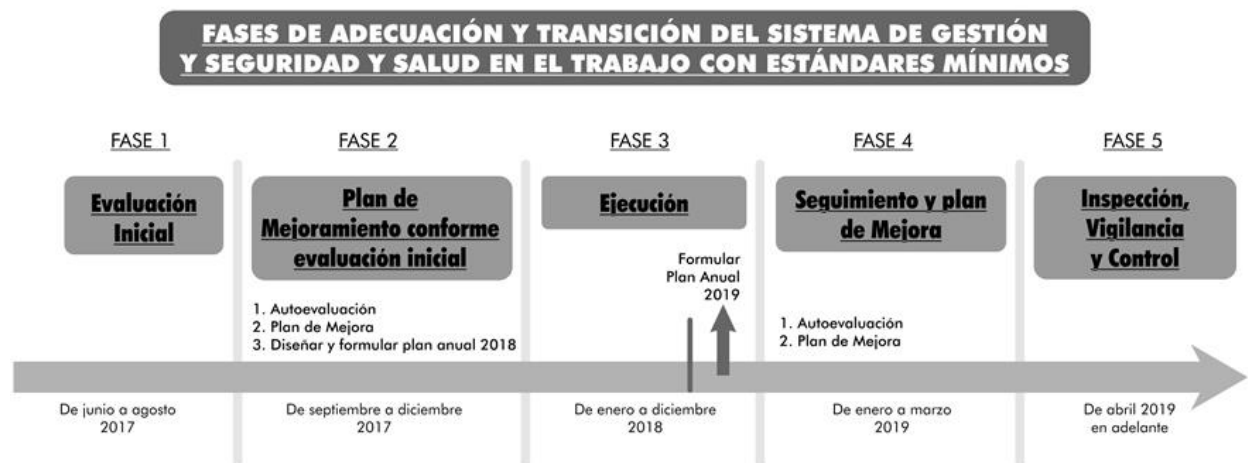 FASES DE ADECUACIÓN Y TRANSICIÓN DEL SISTEMA DE GESTIÓN
Y SEGURIDAD Y SALUD EN EL TRABAJO CON ESTÁNDARES MÍNIMOS
FASE 1
Evaluación
Inicial
De junio a agosto
2017
FASE 2
Plan de
Mejoramiento conforme
evaluación inicial
1. Autoevaluación
2. Plan de Mejora
3. Diseñar y formular plan anual 2018
De septiembre a diciembre
2017
FASE 3
Ejecución
Formular
Plan Anual
2019
De enero a diciembre
2018
FASE 4
Seguimiento y plan
de Mejora
1. Autoevaluación
2. Plan de Mejora
De enero a marzo
2019
FASE 5
Inspección,
Vigilancia
y Control
De abril 2019
en adelante